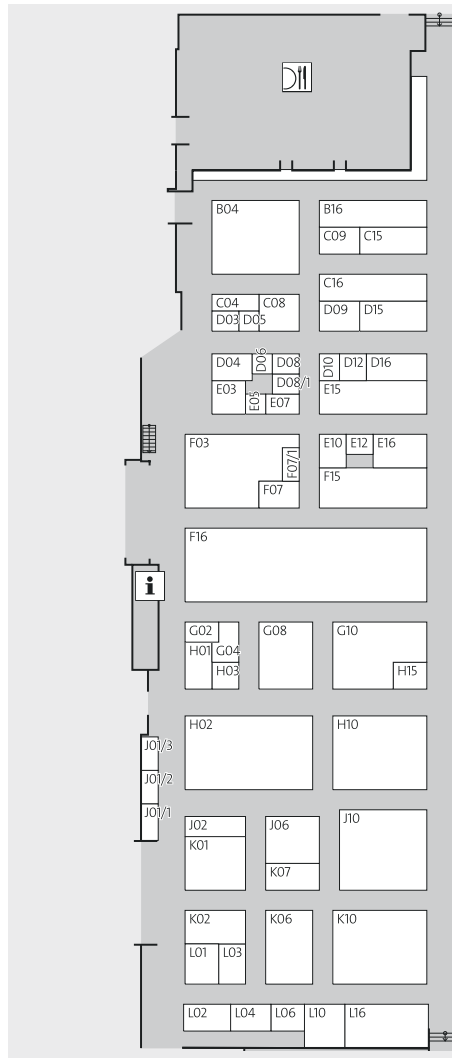 B04
B16
C09 C15
C04 C08
D03 D05
C16
D09 D15
D04 D06 D08
D08/1
E03 E05 E07
D10 D12 D16
E15
F03
F07/1
F07
E10 E12 E16
F15
F16
i
G02
H01 G04
H03
G08
G10
H15
H02
H10
J01/3
J01/2
J01/1
J02
K01
J06
K07
J10
K02
L01 L03
K06
K10
L02 L04 L06 L10 L16